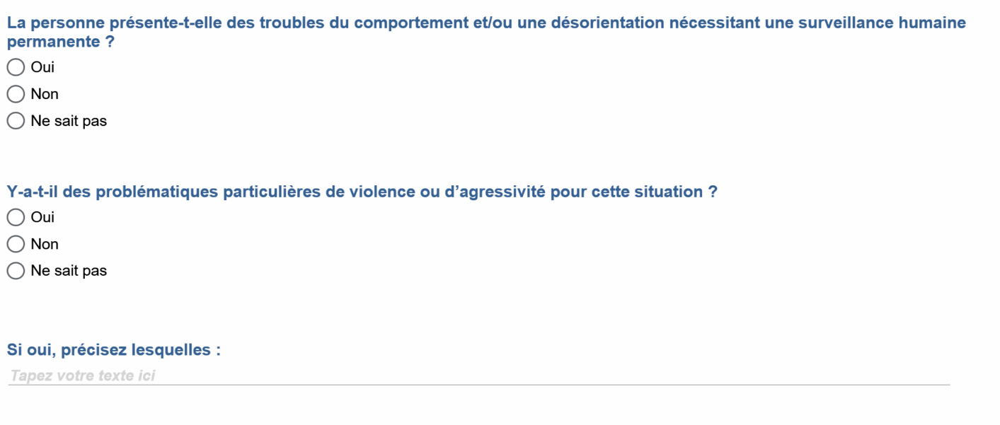 La personne présente-t-elle des troubles du comportement et/ou une désorientation nécessitant une surveillance humaine
permanente ?
Oui
Non
Ne sait pas
Y-a-t-il des problématiques particulières de violence ou d’agressivité pour cette situation ?
Oui
Non
Ne sait pas
Si oui, précisez lesquelles :
Tapez votre texte ici